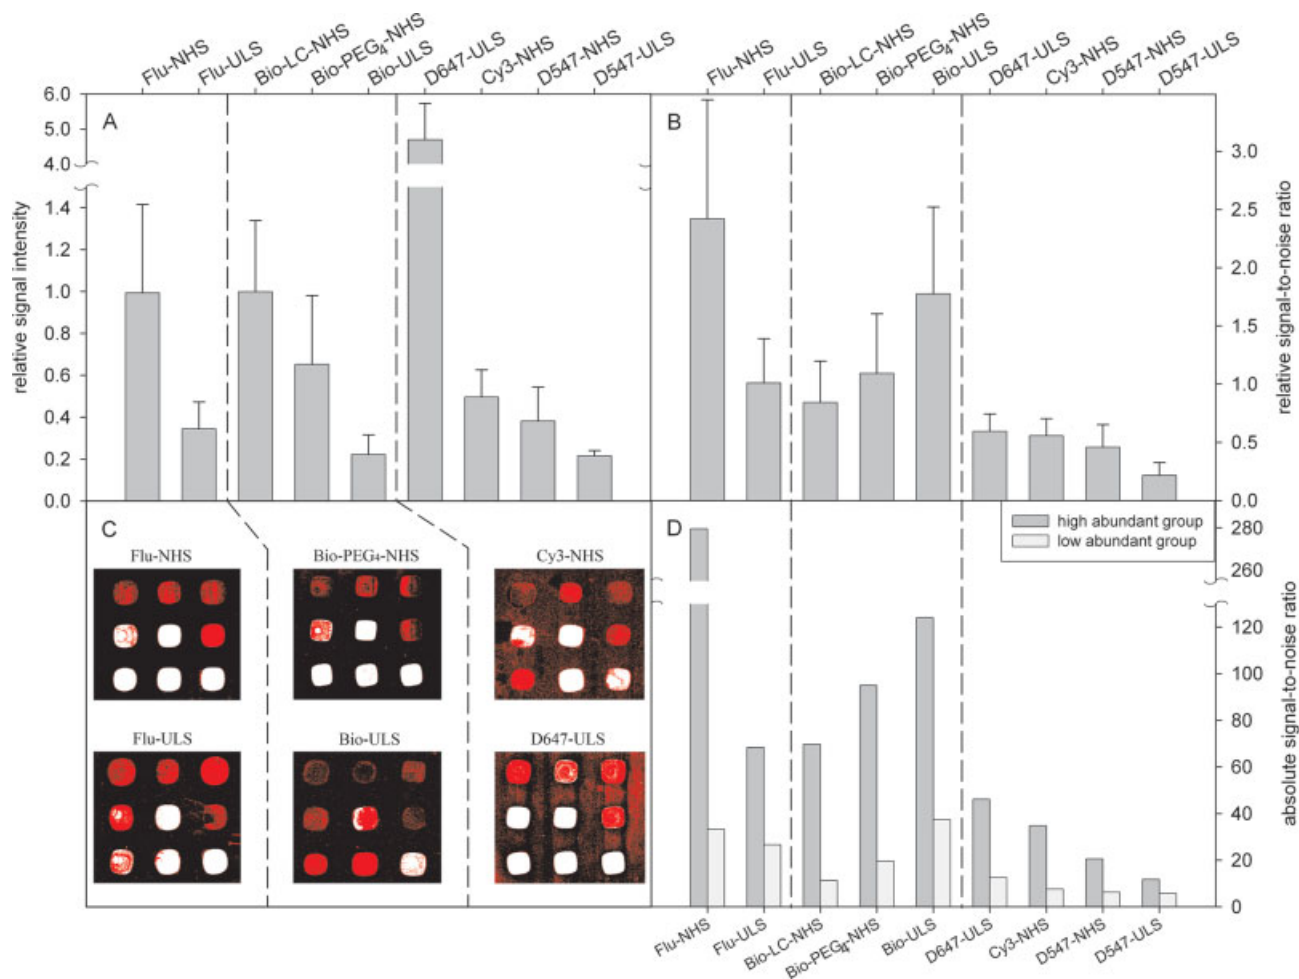 Flu-NHS Flu-ULS Bio-LC-NHS Bio-PEG₄-NHS Bio-ULS D647-ULS Cy3-NHS D547-NHS D547-ULS
Flu-NHS Flu-ULS Bio-LC-NHS Bio-PEG₄-NHS Bio-ULS D647-ULS Cy3-NHS D547-NHS D547-ULS
A
6.0
5.0
4.0
1.4
1.2
1.0
0.8
0.6
0.4
0.2
0.0
relative signal intensity
B
3.0
2.5
2.0
1.5
1.0
0.5
0.0
relative signal-to-noise ratio
C
Flu-NHS
Bio-PEG₄-NHS
Cy3-NHS
Flu-ULS
Bio-ULS
D647-ULS
D
high abundant group
low abundant group
280
260
120
100
80
60
40
20
0
absolute signal-to-noise ratio
Flu-NHS Flu-ULS Bio-LC-NHS Bio-PEG₄-NHS Bio-ULS D647-ULS Cy3-NHS D547-NHS D547-ULS